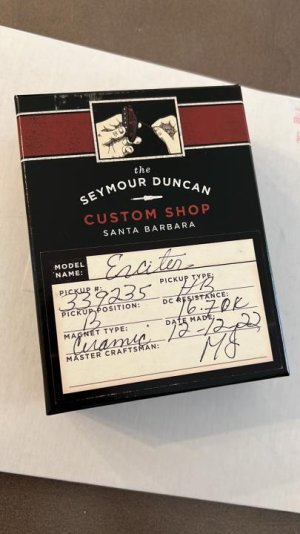 the
SEYMOUR DUNCAN
CUSTOM SHOP
SANTA BARBARA
MODEL NAME: Exciter
PICKUP #: 339235 PICKUP TYPE: HB
PICKUP POSITION: B DC RESISTANCE: 16.70K
MAGNET TYPE: Ceramic DATE MADE: 12-12-22
MASTER CRAFTSMAN: MJ